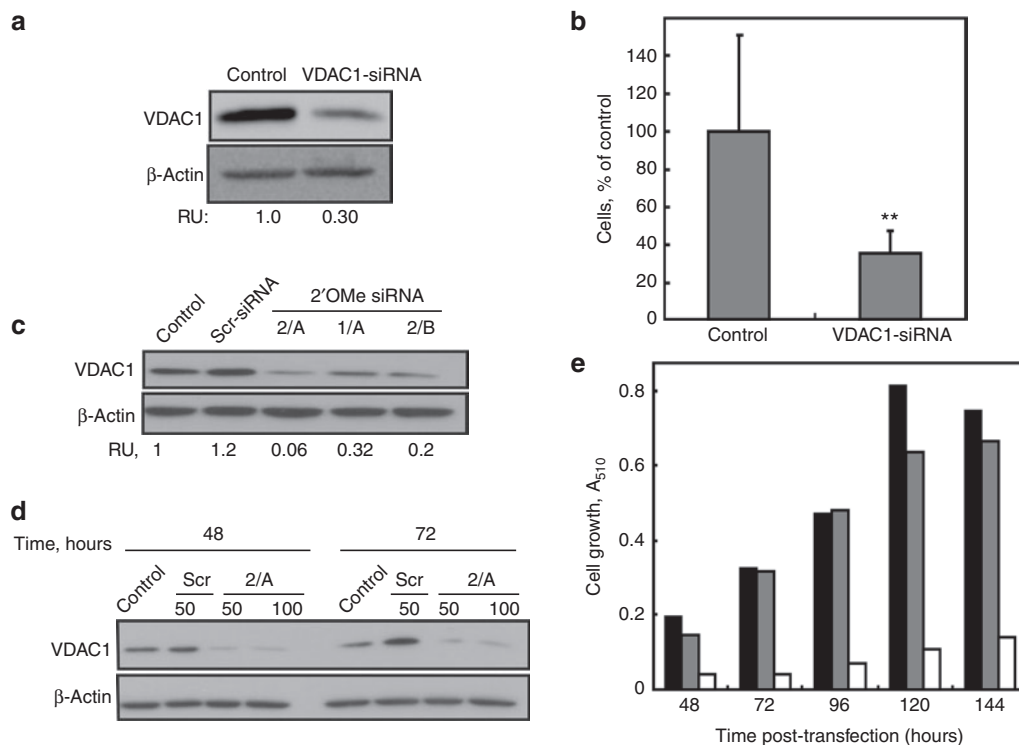 a
Control VDAC1-siRNA
VDAC1
β-Actin
RU: 1.0 0.30
b
Cells, % of control
140
120
100
80
60
40
20
0
**
Control VDAC1-siRNA
c
Control Scr-siRNA 2′OMe siRNA
2/A 1/A 2/B
VDAC1
β-Actin
RU, 1 1.2 0.06 0.32 0.2
d
Time, hours 48 72
Control Scr 2/A Control Scr 2/A
50 50 100 50 50 100
VDAC1
β-Actin
e
Cell growth, A510
0.8
0.6
0.4
0.2
0
48 72 96 120 144
Time post-transfection (hours)